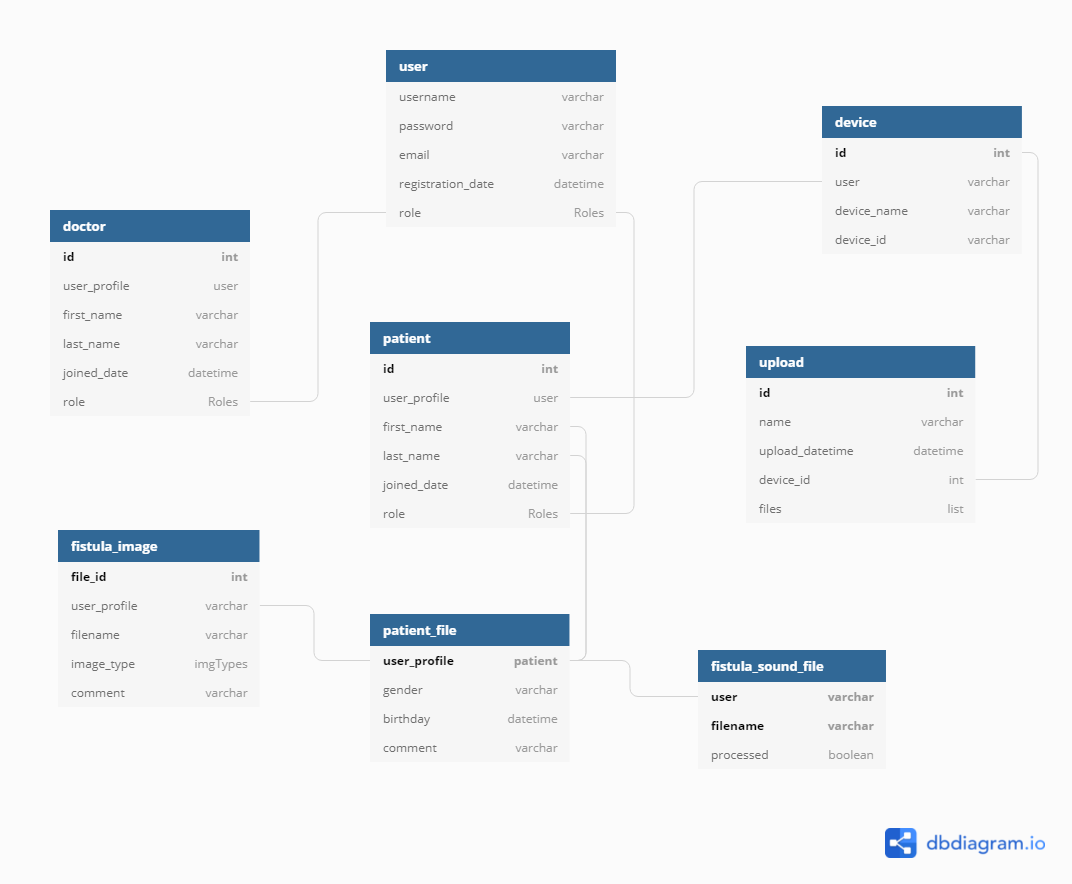 user
username varchar
password varchar
email varchar
registration_date datetime
role Roles
device
id int
user varchar
device_name varchar
device_id varchar
doctor
id int
user_profile user
first_name varchar
last_name varchar
joined_date datetime
role Roles
patient
id int
user_profile user
first_name varchar
last_name varchar
joined_date datetime
role Roles
upload
id int
name varchar
upload_datetime datetime
device_id int
files list
fistula_image
file_id int
user_profile varchar
filename varchar
image_type imgTypes
comment varchar
patient_file
user_profile patient
gender varchar
birthday datetime
comment varchar
fistula_sound_file
user varchar
filename varchar
processed boolean
dbdiagram.io